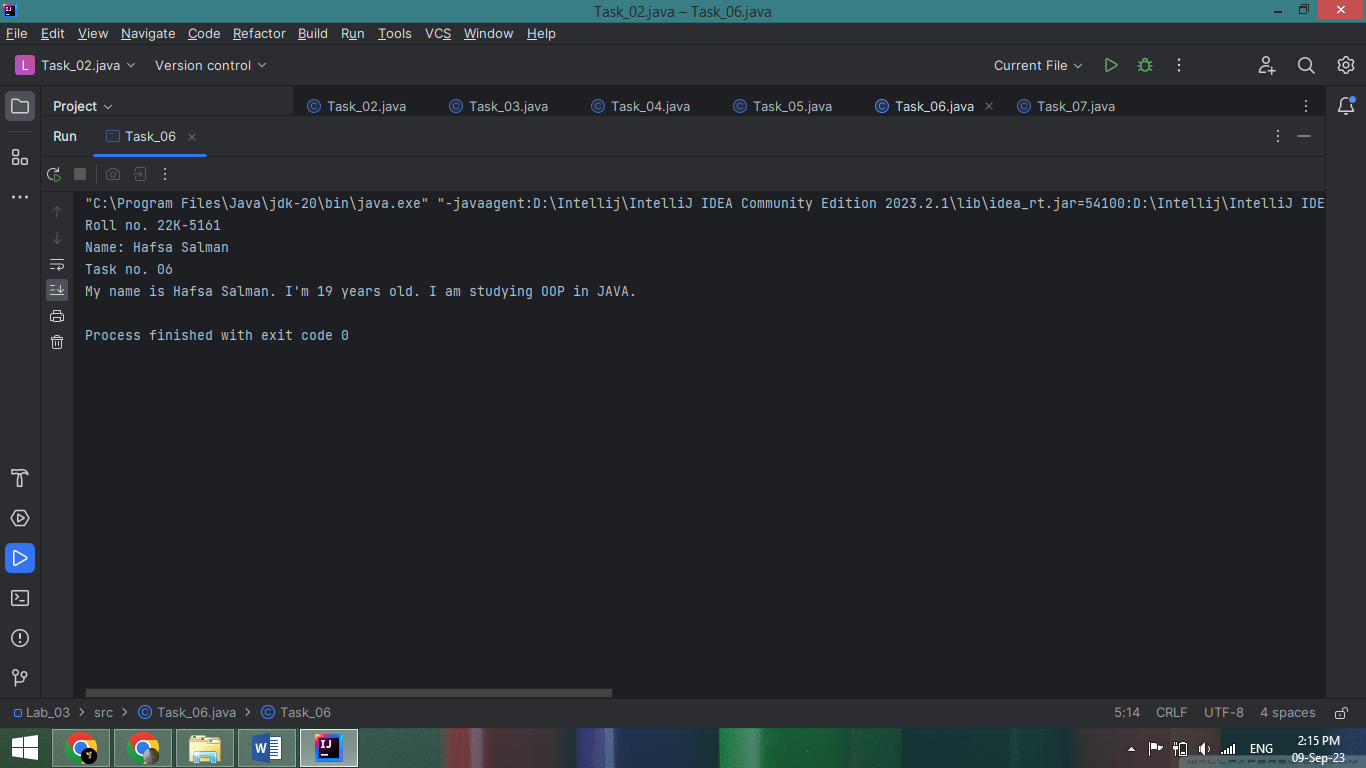 Task_02.java – Task_06.java
File Edit View Navigate Code Refactor Build Run Tools VCS Window Help
L Task_02.java Version control Current File
Project Task_02.java Task_03.java Task_04.java Task_05.java Task_06.java Task_07.java
Run Task_06
"C:\Program Files\Java\jdk-20\bin\java.exe" "-javaagent:D:\Intellij\IntelliJ IDEA Community Edition 2023.2.1\lib\idea_rt.jar=54100:D:\Intellij\IntelliJ IDE
Roll no. 22K-5161
Name: Hafsa Salman
Task no. 06
My name is Hafsa Salman. I'm 19 years old. I am studying OOP in JAVA.
Process finished with exit code 0
Lab_03 > src > Task_06.java > Task_06 5:14 CRLF UTF-8 4 spaces
ENG 2:15 PM
09-Sep-23